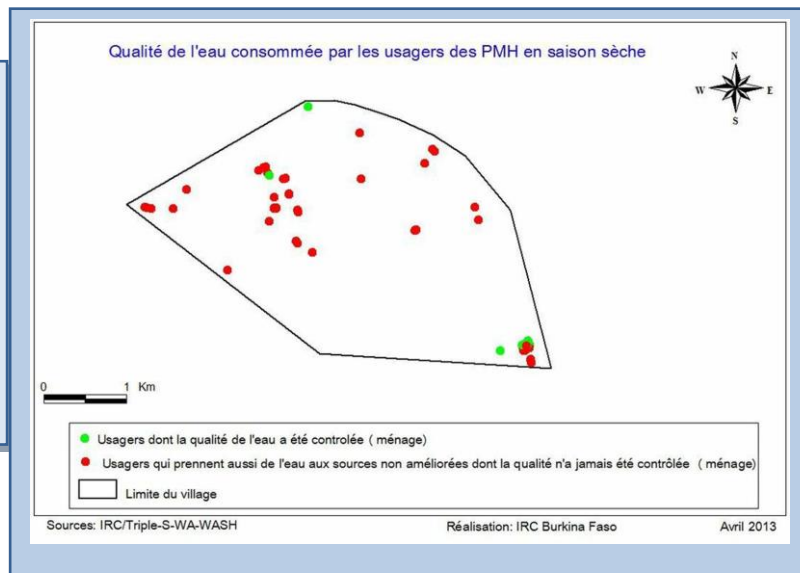 Qualité de l'eau consommée par les usagers des PMH en saison sèche
N
W E
S
0 1 Km
Usagers dont la qualité de l'eau a été controlée ( ménage)
Usagers qui prennent aussi de l'eau aux sources non améliorées dont la qualité n'a jamais été contrôlée ( ménage)
Limite du village
Sources: IRC/Triple-S-WA-WASH Réalisation: IRC Burkina Faso Avril 2013